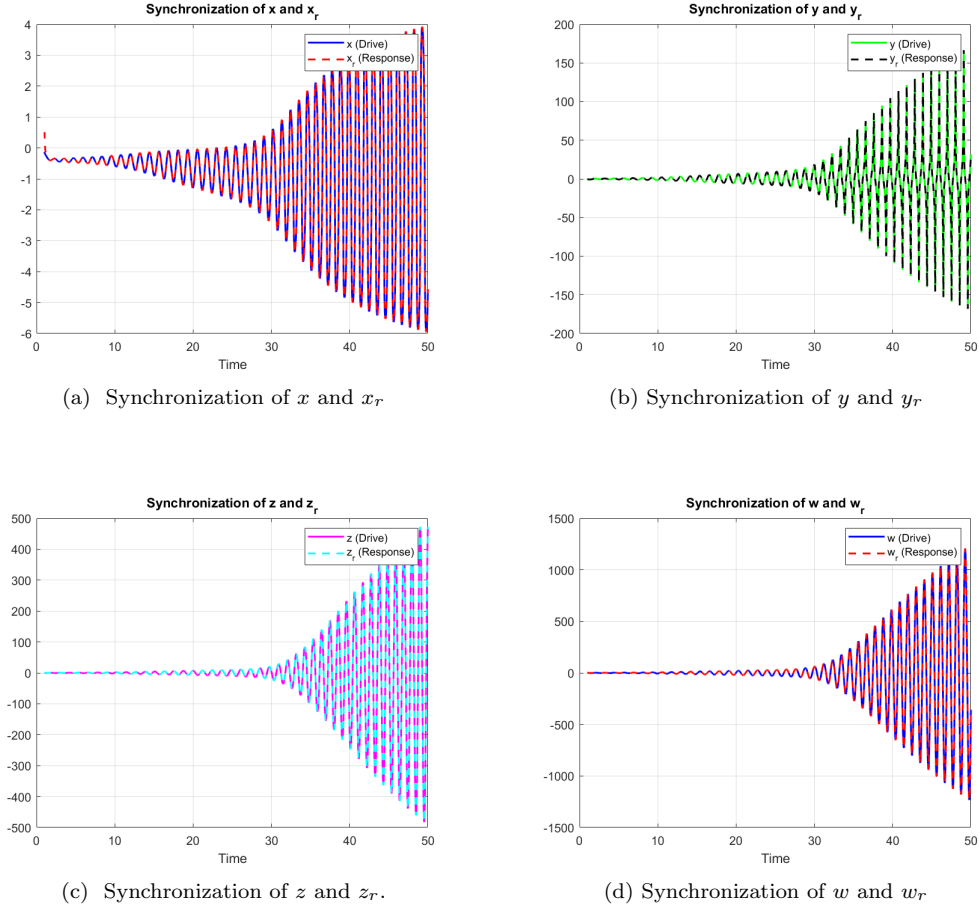 Synchronization of x and x_r
x (Drive)
x_r (Response)
4
3
2
1
0
-1
-2
-3
-4
-5
-6
0 10 20 30 40 50
Time
(a) Synchronization of x and x_r
Synchronization of y and y_r
y (Drive)
y_r (Response)
200
150
100
50
0
-50
-100
-150
-200
0 10 20 30 40 50
Time
(b) Synchronization of y and y_r
Synchronization of z and z_r
z (Drive)
z_r (Response)
500
400
300
200
100
0
-100
-200
-300
-400
-500
0 10 20 30 40 50
Time
(c) Synchronization of z and z_r.
Synchronization of w and w_r
w (Drive)
w_r (Response)
1500
1000
500
0
-500
-1000
-1500
0 10 20 30 40 50
Time
(d) Synchronization of w and w_r